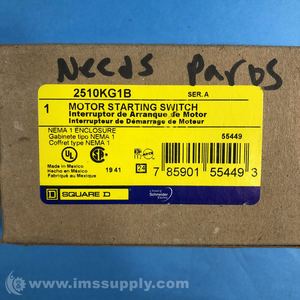 Needs Parts
2510KG1B SER. A
1 MOTOR STARTING SWITCH
Interruptor de Arranque de Motor
Interrupteur de Démarrage de Moteur
NEMA 1 ENCLOSURE
Gabinete tipo NEMA 1
Coffret type NEMA 1
55449
Made in Mexico
Hecho en México
Fabriqué au Mexique
19 41
7 85901 55449 3
D SQUARE D
Schneider Electric
www.imssupply.com